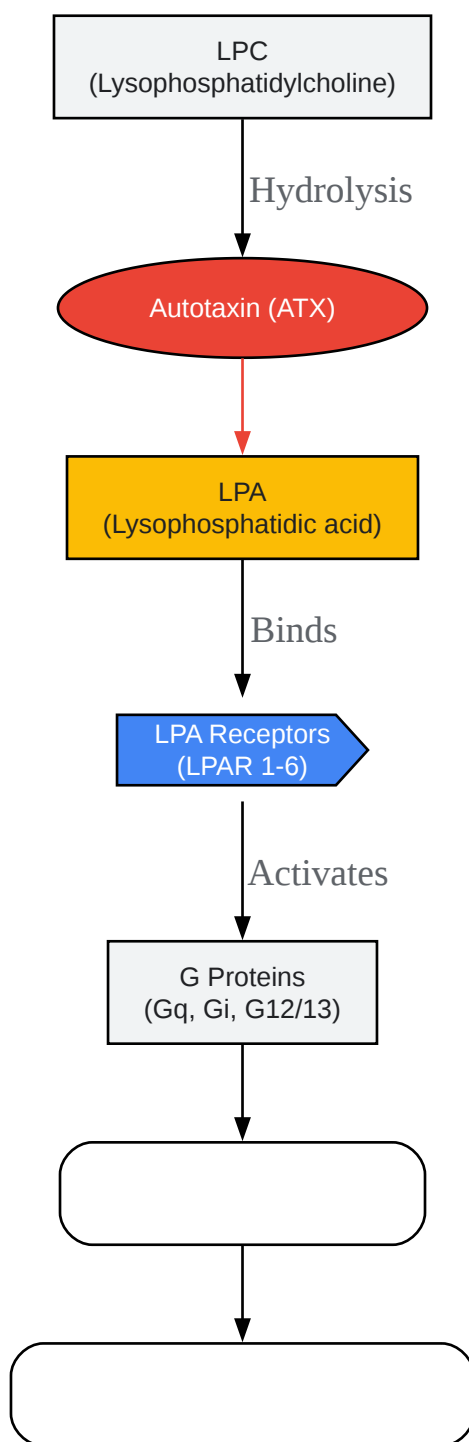 LPC
(Lysophosphatidylcholine)
Hydrolysis
Autotaxin (ATX)
LPA
(Lysophosphatidic acid)
Binds
LPA Receptors
(LPAR 1-6)
Activates
G Proteins
(Gq, Gi, G12/13)